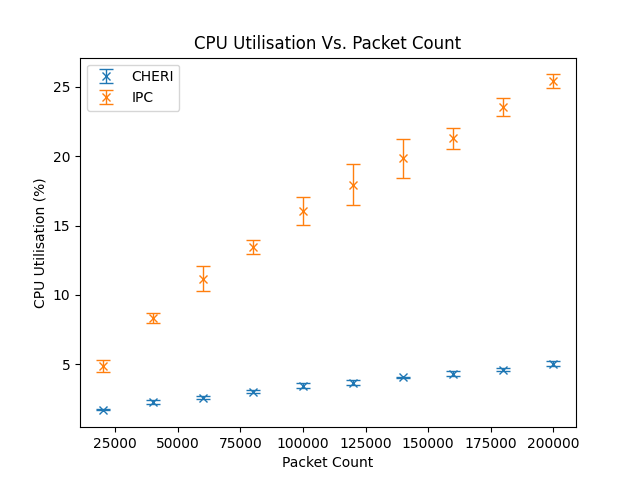 CPU Utilisation Vs. Packet Count
CHERI
IPC
CPU Utilisation (%)
25
20
15
10
5
25000 50000 75000 100000 125000 150000 175000 200000
Packet Count